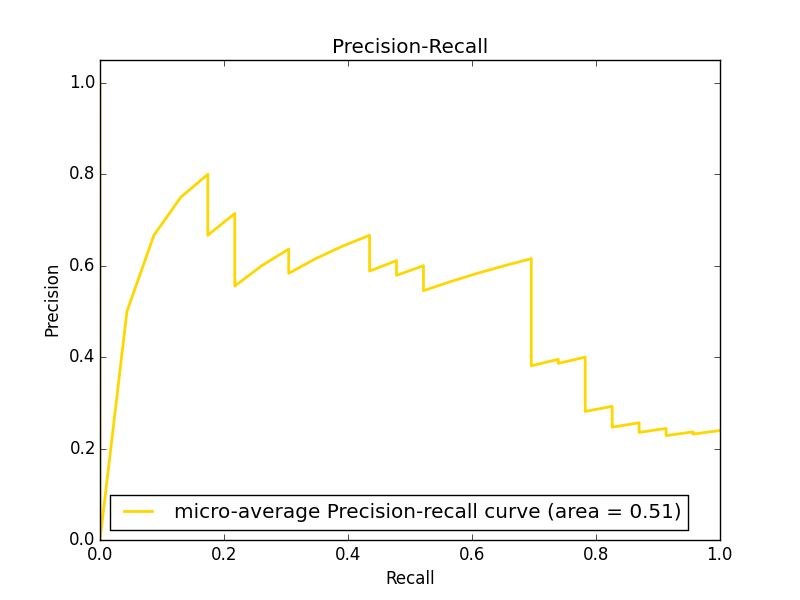 Precision-Recall
1.0
0.8
0.6
0.4
0.2
0.0
Precision
micro-average Precision-recall curve (area = 0.51)
0.0 0.2 0.4 0.6 0.8 1.0
Recall